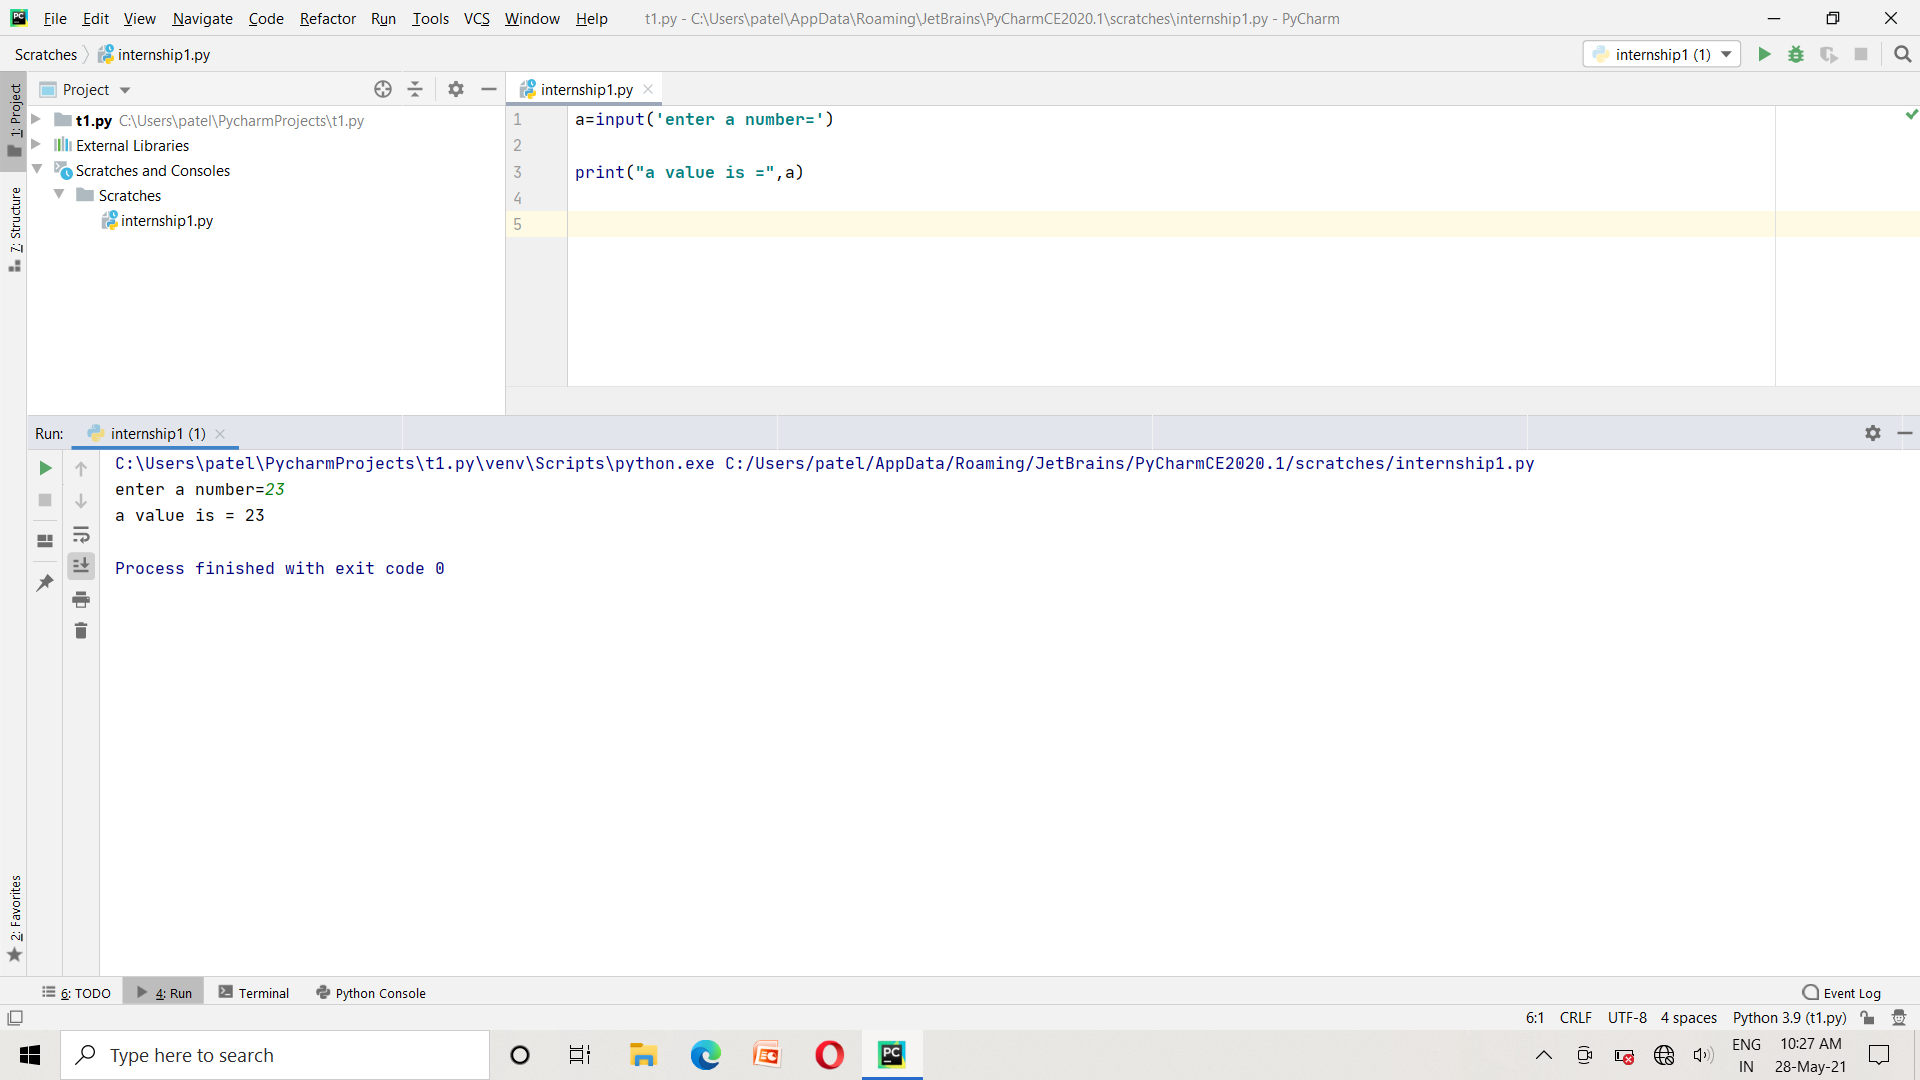 File Edit View Navigate Code Refactor Run Tools VCS Window Help t1.py - C:\Users\patel\AppData\Roaming\JetBrains\PyCharmCE2020.1\scratches\internship1.py - PyCharm
Scratches internship1.py internship1 (1)
Project internship1.py
1: Project
t1.py C:\Users\patel\PycharmProjects\t1.py
External Libraries
Scratches and Consoles
Scratches
internship1.py
7: Structure
1 a=input('enter a number=')
2
3 print("a value is =",a)
4
5
Run: internship1 (1)
C:\Users\patel\PycharmProjects\t1.py\venv\Scripts\python.exe C:/Users/patel/AppData/Roaming/JetBrains/PyCharmCE2020.1/scratches/internship1.py
enter a number=23
a value is = 23
Process finished with exit code 0
2: Favorites
6: TODO 4: Run Terminal Python Console Event Log
6:1 CRLF UTF-8 4 spaces Python 3.9 (t1.py)
Type here to search
PC
ENG
IN
10:27 AM
28-May-21